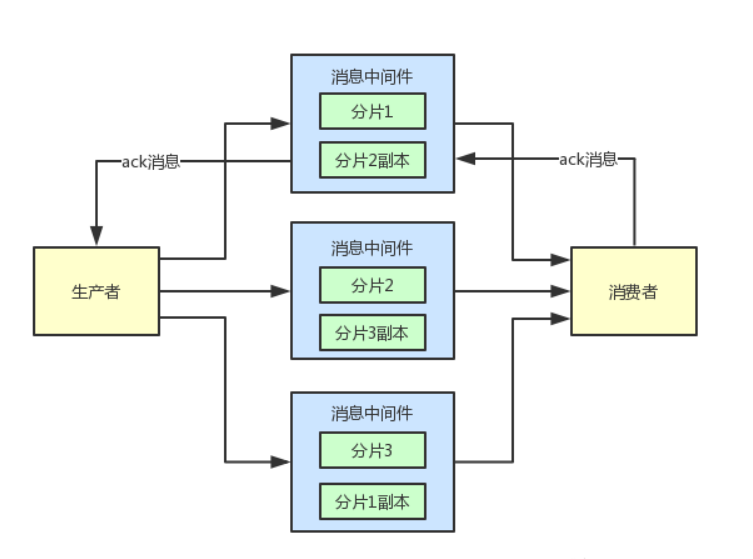 消息中间件
分片1
ack消息
分片2副本
ack消息
消息中间件
生产者
分片2
消费者
分片3副本
消息中间件
分片3
分片1副本